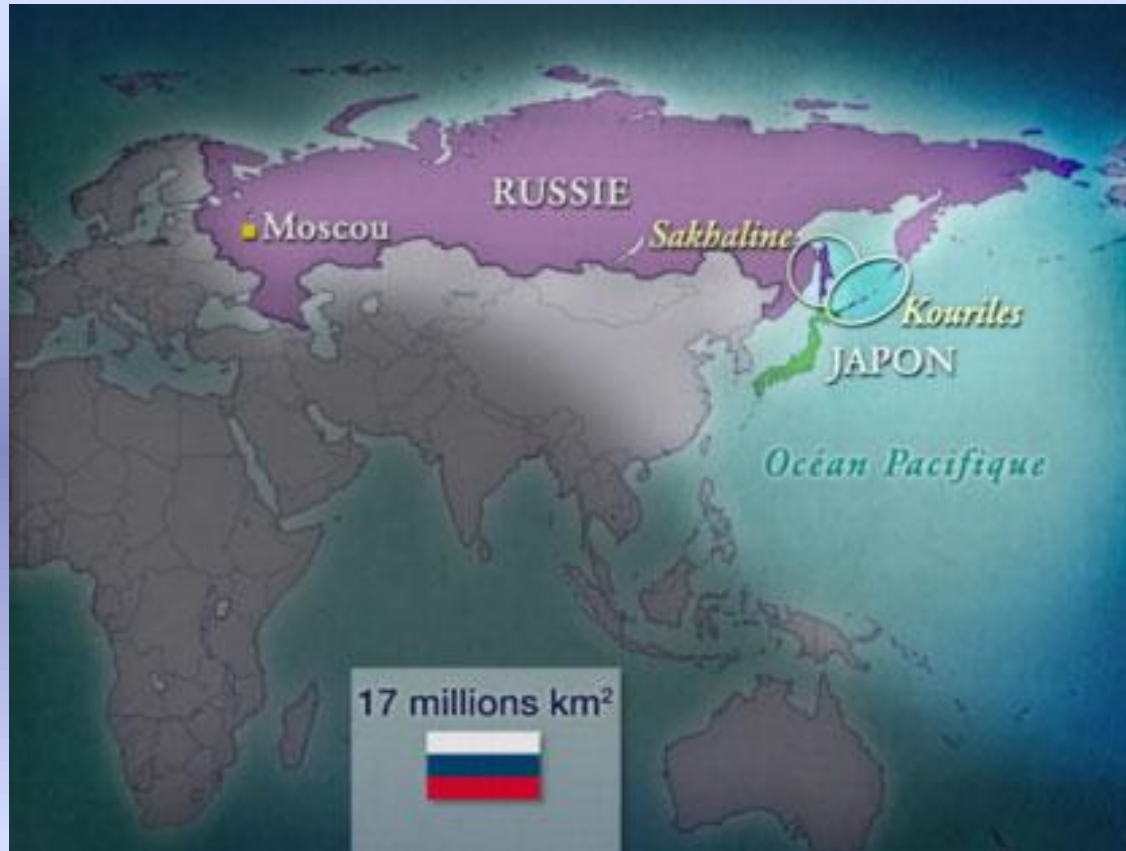 RUSSIE
Moscou
Sakhaline
Kouriles
JAPON
Océan Pacifique
17 millions km²